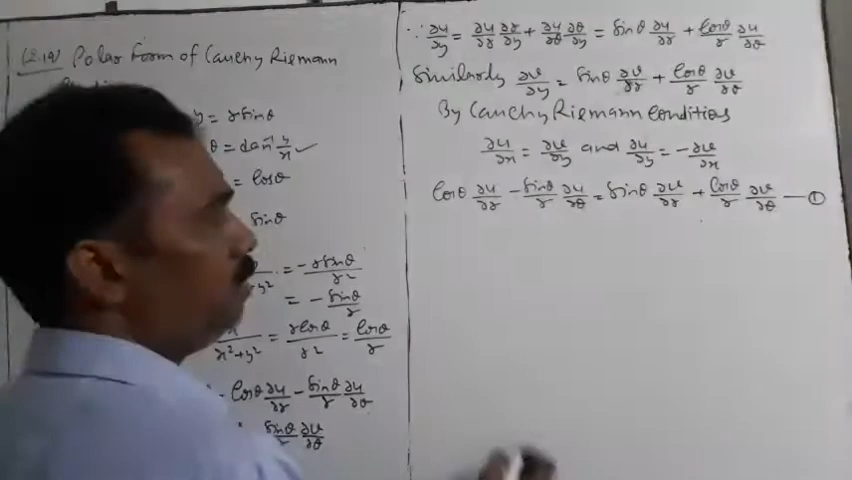 (2.19) Polar Form of Cauchy Riemann
y = r sinθ
θ = tan⁻¹ y/x ✓
= cosθ
sinθ
= -r sinθ/r²
= - sinθ/r
x²+y² = r cosθ/r² = cosθ/r
cosθ ∂u/∂r - sinθ/r ∂u/∂θ
sinθ/r ∂v/∂θ
∵ ∂u/∂y = ∂u/∂r ∂r/∂y + ∂u/∂θ ∂θ/∂y = sinθ ∂u/∂r + cosθ/r ∂u/∂θ
Similarly ∂v/∂y = sinθ ∂v/∂r + cosθ/r ∂v/∂θ
By Cauchy Riemann Conditions
∂u/∂x = ∂v/∂y and ∂u/∂y = -∂v/∂x
cosθ ∂u/∂r - sinθ/r ∂u/∂θ = sinθ ∂v/∂r + cosθ/r ∂v/∂θ — ①